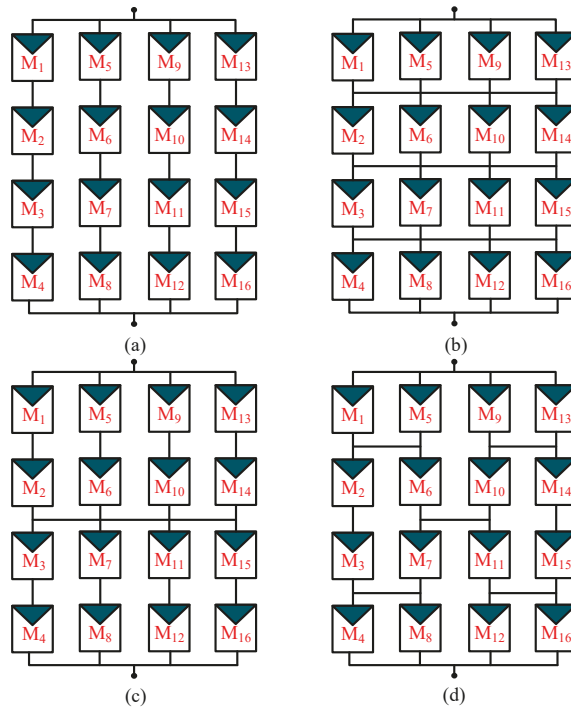 M₁ M₅ M₉ M₁₃ M₁ M₅ M₉ M₁₃
M₂ M₆ M₁₀ M₁₄ M₂ M₆ M₁₀ M₁₄
M₃ M₇ M₁₁ M₁₅ M₃ M₇ M₁₁ M₁₅
M₄ M₈ M₁₂ M₁₆ M₄ M₈ M₁₂ M₁₆
(a) (b)
M₁ M₅ M₉ M₁₃ M₁ M₅ M₉ M₁₃
M₂ M₆ M₁₀ M₁₄ M₂ M₆ M₁₀ M₁₄
M₃ M₇ M₁₁ M₁₅ M₃ M₇ M₁₁ M₁₅
M₄ M₈ M₁₂ M₁₆ M₄ M₈ M₁₂ M₁₆
(c) (d)